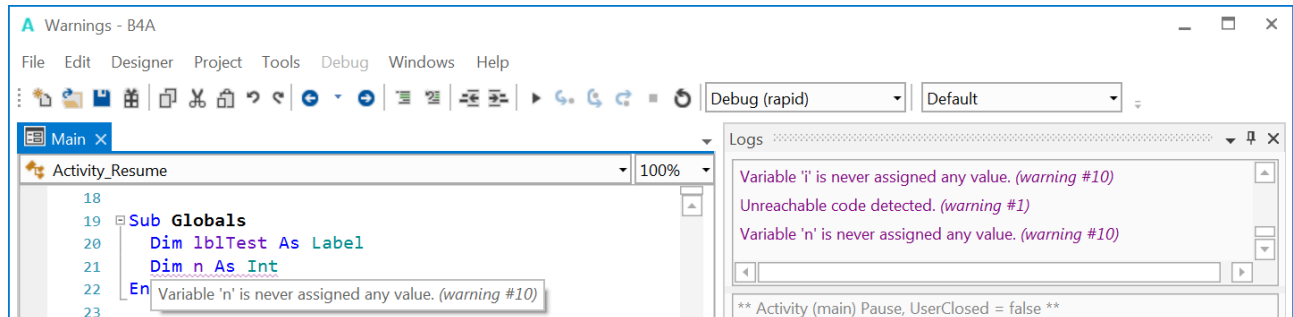 Warnings - B4A
File Edit Designer Project Tools Debug Windows Help
Debug (rapid) Default
Main
Logs
Activity_Resume 100%
Variable 'i' is never assigned any value. (warning #10)
Unreachable code detected. (warning #1)
Variable 'n' is never assigned any value. (warning #10)
18
19 Sub Globals
20 Dim lblTest As Label
21 Dim n As Int
22 En
Variable 'n' is never assigned any value. (warning #10)
23
** Activity (main) Pause, UserClosed = false **